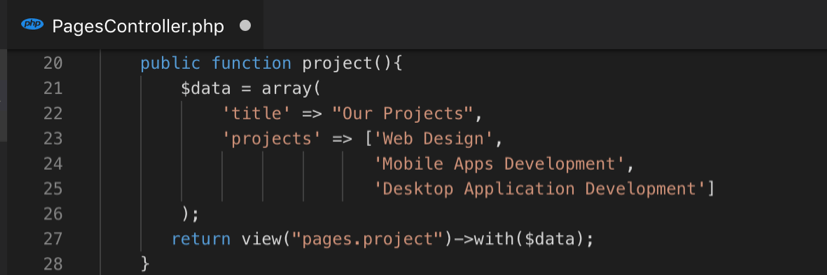 php PagesController.php
20 public function project(){
21 $data = array(
22 'title' => "Our Projects",
23 'projects' => ['Web Design',
24 'Mobile Apps Development',
25 'Desktop Application Development']
26 );
27 return view("pages.project")->with($data);
28 }